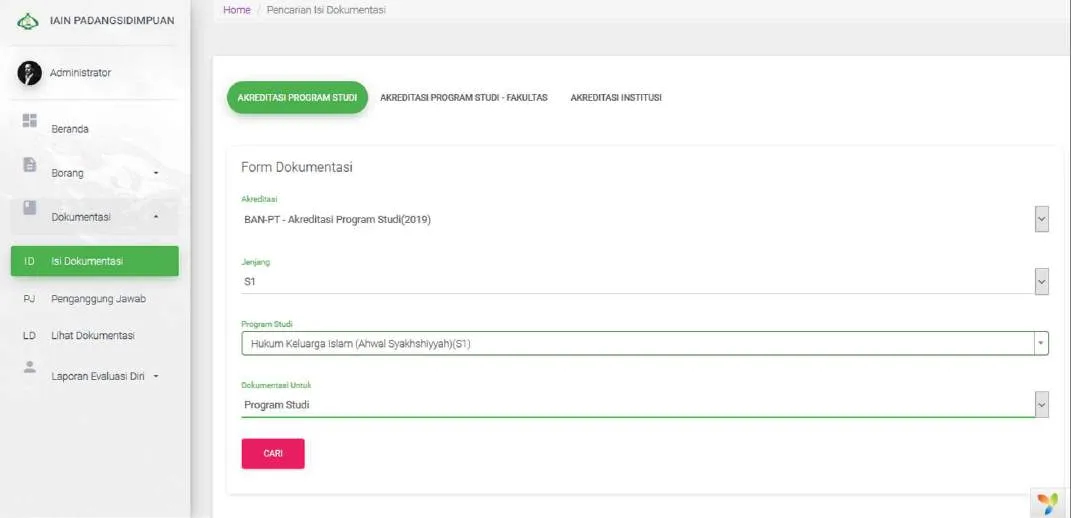 IAIN PADANGSIDIMPUAN
Administrator
Beranda
Borang
Dokumentasi
ID Isi Dokumentasi
PJ Penganggung Jawab
LD Lihat Dokumentasi
Laporan Evaluasi Diri
Home / Pencarian Isi Dokumentasi
AKREDITASI PROGRAM STUDI AKREDITASI PROGRAM STUDI - FAKULTAS AKREDITASI INSTITUSI
Form Dokumentasi
Akreditasi
BAN-PT - Akreditasi Program Studi(2019)
Jenjang
S1
Program Studi
Hukum Keluarga Islam (Ahwal Syakhshiyyah)(S1)
Dokumentasi Untuk
Program Studi
CARI